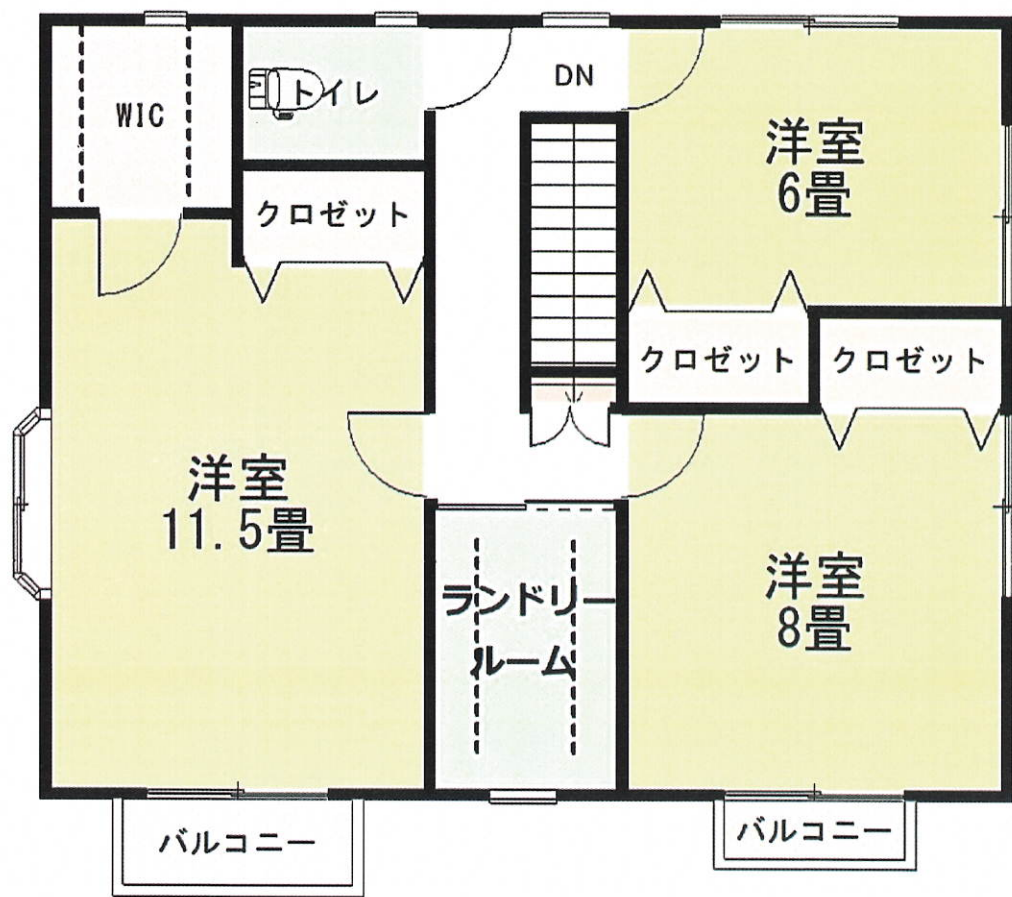 WIC
トイレ
DN
洋室
6畳
クロゼット
クロゼット
クロゼット
洋室
11.5畳
ランドリー
ルーム
洋室
8畳
バルコニー
バルコニー